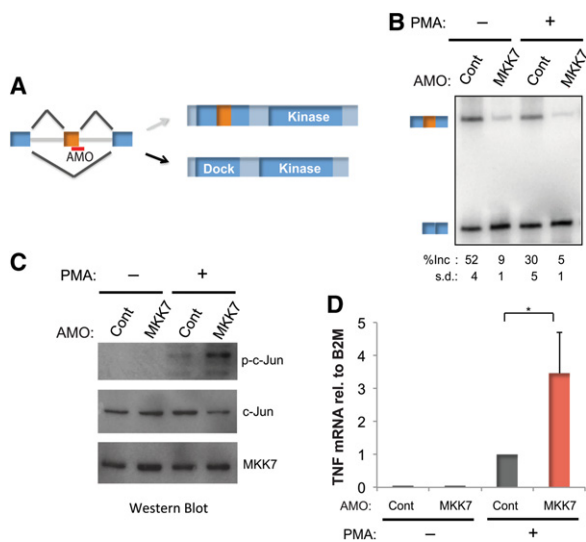 A
AMO
Kinase
Dock
Kinase
B
PMA:
–
+
AMO:
Cont
MKK7
Cont
MKK7
%Inc :
52
9
30
5
s.d.:
4
1
5
1
C
PMA:
–
+
AMO:
Cont
MKK7
Cont
MKK7
p-c-Jun
c-Jun
MKK7
Western Blot
D
TNF mRNA rel. to B2M
5
4
3
2
1
0
*
AMO:
Cont
MKK7
Cont
MKK7
PMA:
–
+